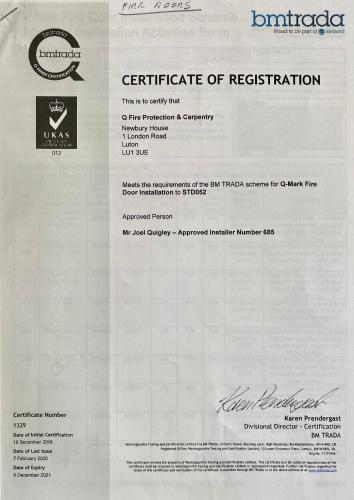 FIRE DOORS
bmtrada
Proud to be part of element
bmtrada
Q MARK CERTIFICATION
UKAS
PRODUCT
CERTIFICATION
012
CERTIFICATE OF REGISTRATION
This is to certify that
Q Fire Protection & Carpentry
Newbury House
1 London Road
Luton
LU1 3UE
Meets the requirements of the BM TRADA scheme for Q-Mark Fire
Door Installation to STD052
Approved Person
Mr Joel Quigley – Approved Installer Number 685
Karen Prendergast
Karen Prendergast
Divisional Director - Certification
BM TRADA
Certificate Number
1329
Date of Initial Certification
10 December 2018
Date of Last Issue
7 February 2020
Date of Expiry
9 December 2021